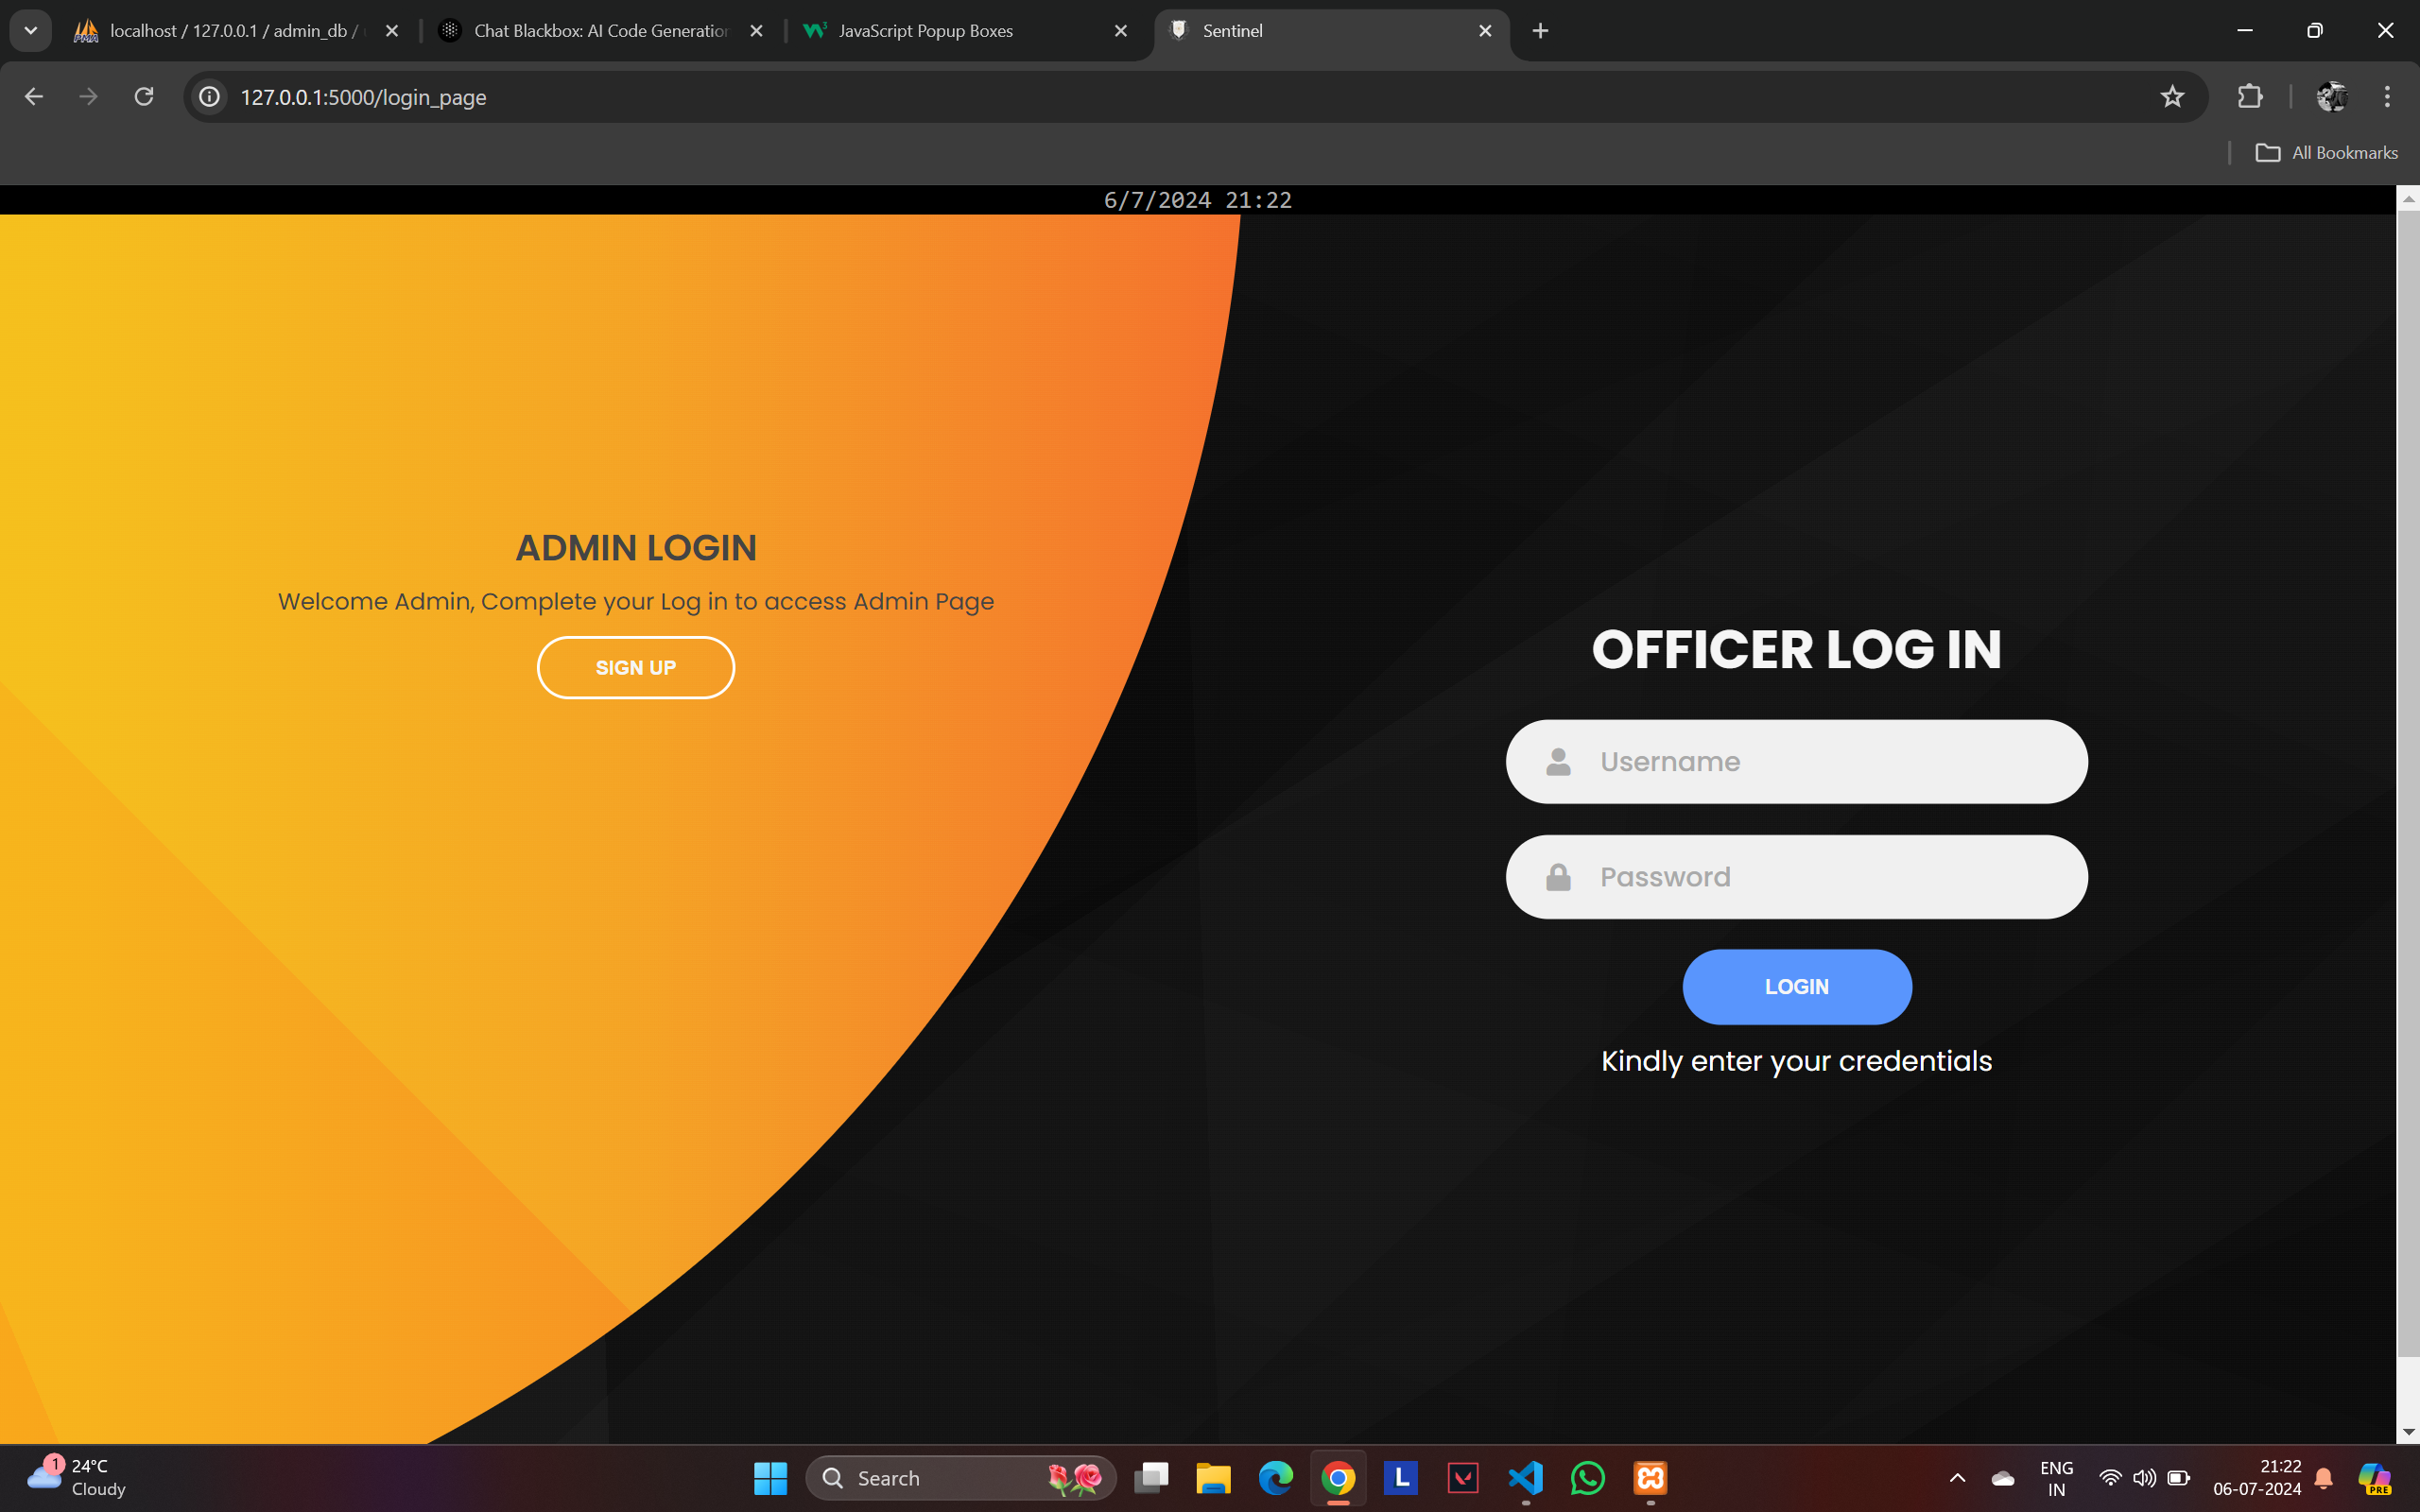 localhost / 127.0.0.1 / admin_db /
Chat Blackbox: AI Code Generation
JavaScript Popup Boxes
Sentinel
127.0.0.1:5000/login_page
All Bookmarks
6/7/2024 21:22
ADMIN LOGIN
Welcome Admin, Complete your Log in to access Admin Page
SIGN UP
OFFICER LOG IN
Username
Password
LOGIN
Kindly enter your credentials
1
24°C
Cloudy
Search
L
ENG
IN
21:22
06-07-2024
PRE